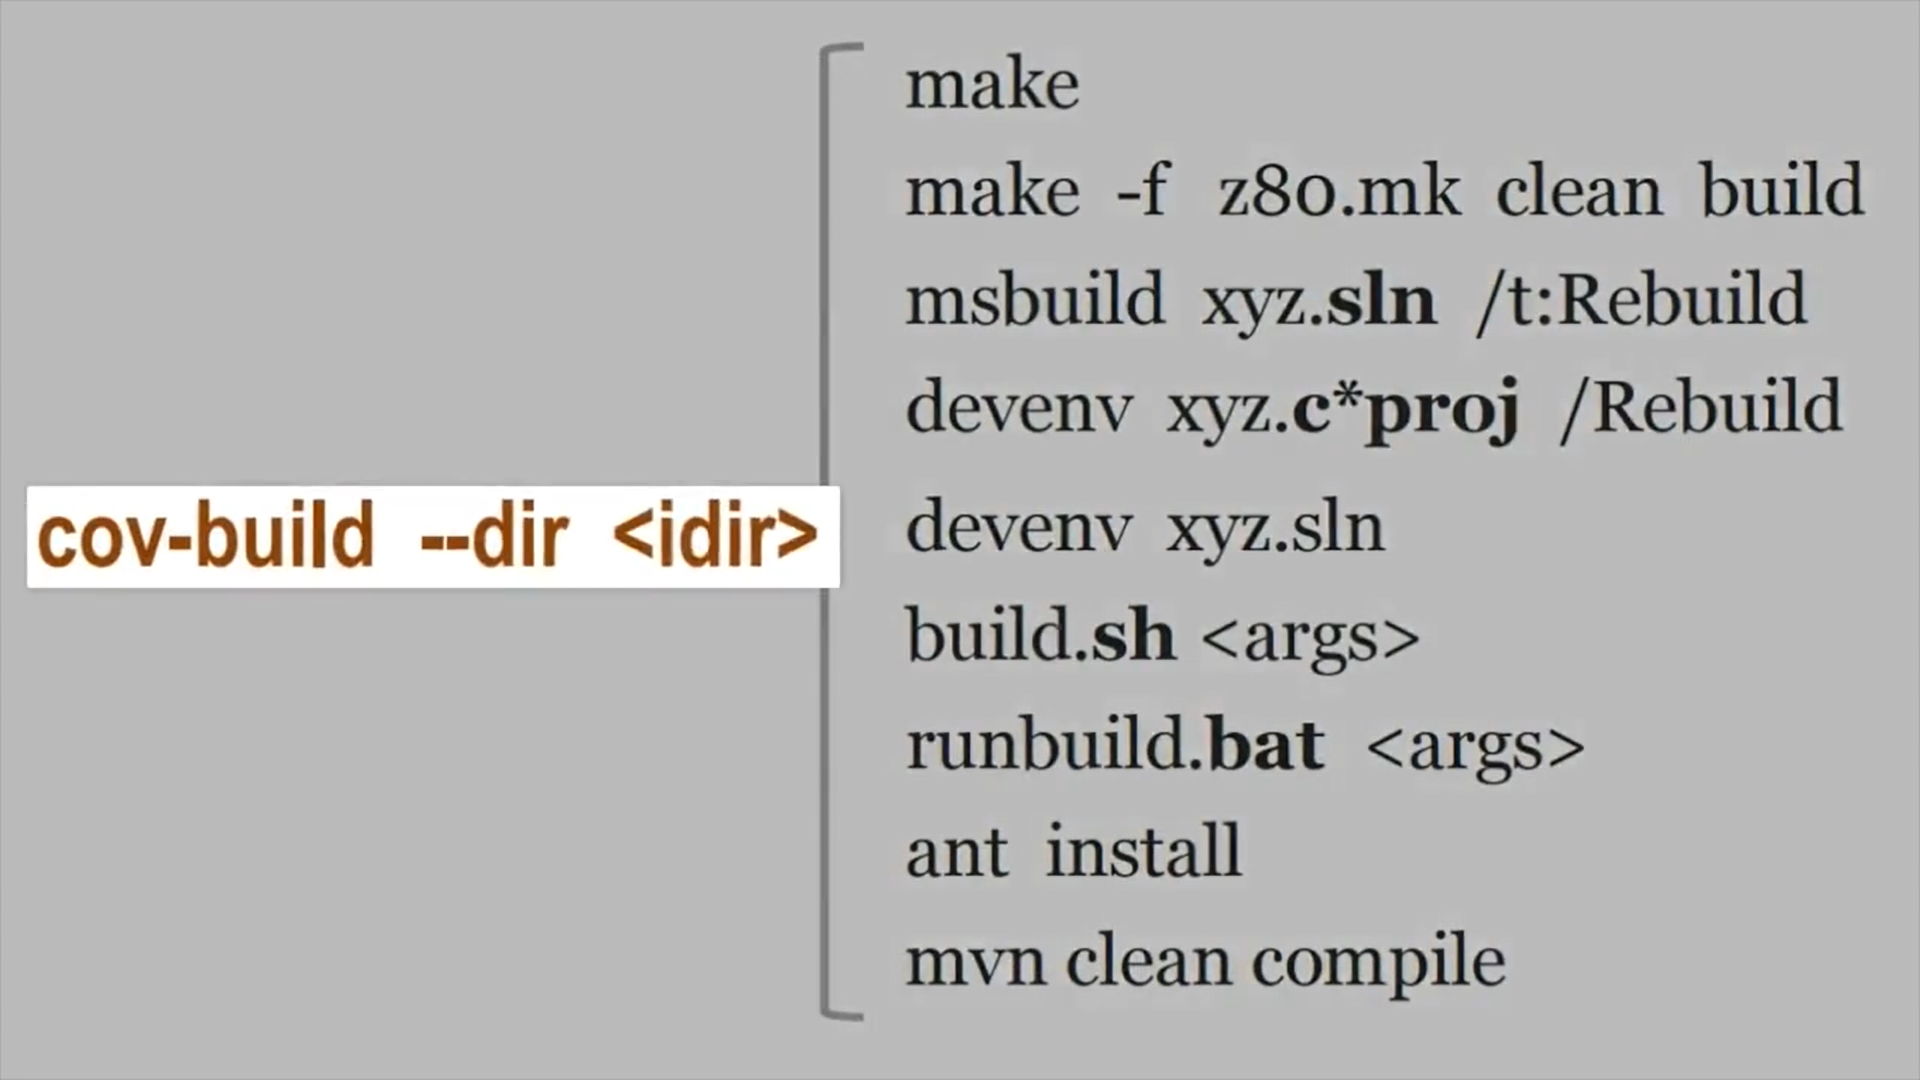 make
make -f z80.mk clean build
msbuild xyz.sln /t:Rebuild
devenv xyz.c*proj /Rebuild
cov-build --dir <idir>
devenv xyz.sln
build.sh <args>
runbuild.bat <args>
ant install
mvn clean compile